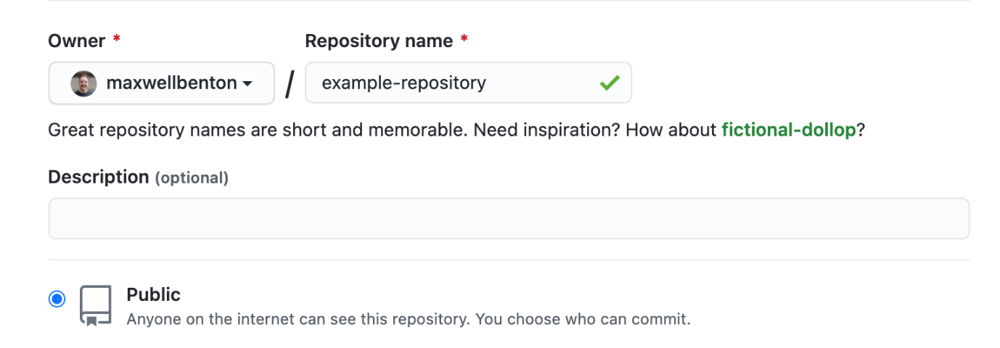 Owner * Repository name *
maxwellbenton / example-repository
Great repository names are short and memorable. Need inspiration? How about fictional-dollop?
Description (optional)
Public
Anyone on the internet can see this repository. You choose who can commit.